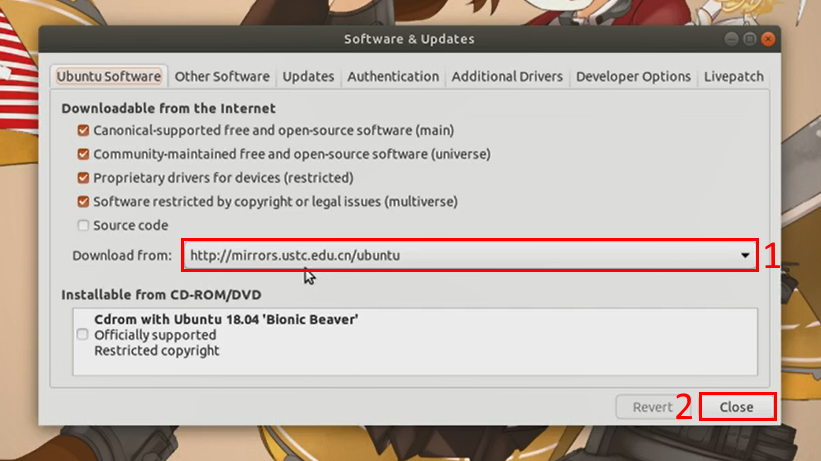 Software & Updates
Ubuntu Software Other Software Updates Authentication Additional Drivers Developer Options Livepatch
Downloadable from the Internet
Canonical-supported free and open-source software (main)
Community-maintained free and open-source software (universe)
Proprietary drivers for devices (restricted)
Software restricted by copyright or legal issues (multiverse)
Source code
Download from: http://mirrors.ustc.edu.cn/ubuntu 1
Installable from CD-ROM/DVD
Cdrom with Ubuntu 18.04 'Bionic Beaver'
Officially supported
Restricted copyright
Revert 2 Close